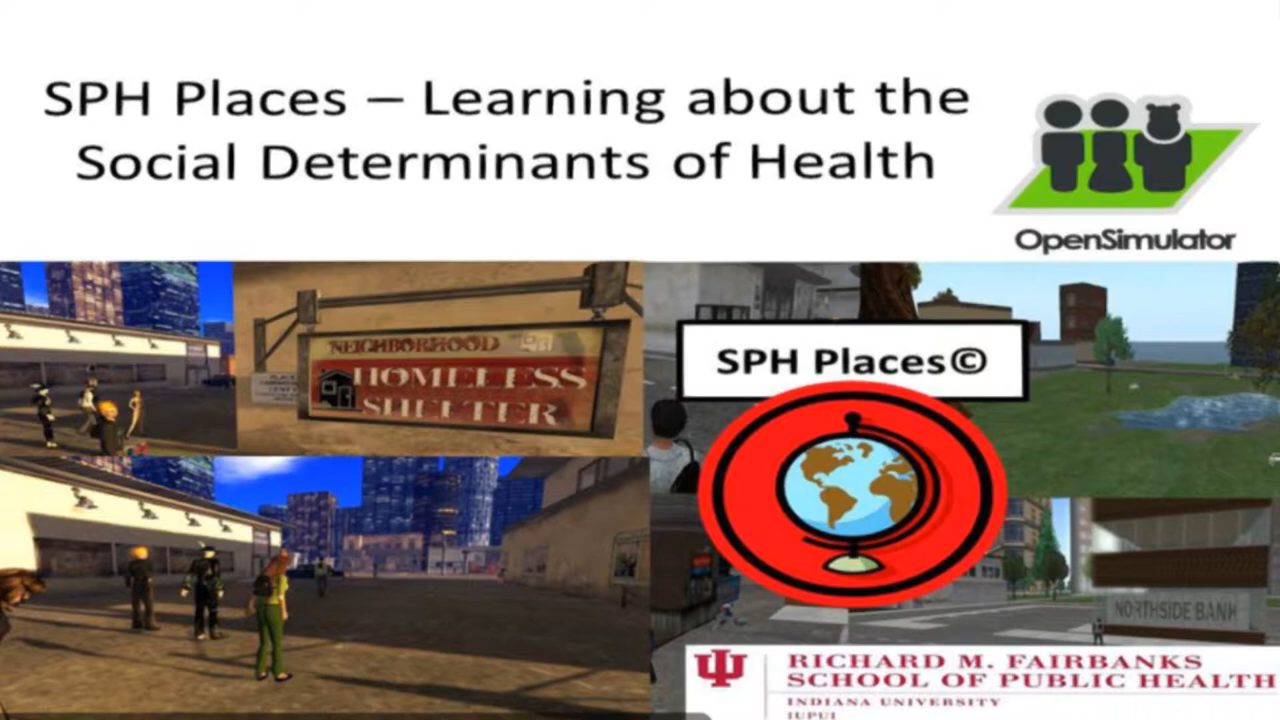 SPH Places – Learning about the
Social Determinants of Health
OpenSimulator
NEIGHBORHOOD
HOMELESS
SHELTER
SPH Places©
NORTHSIDE BANK
RICHARD M. FAIRBANKS
SCHOOL OF PUBLIC HEALTH
INDIANA UNIVERSITY
IUPUI